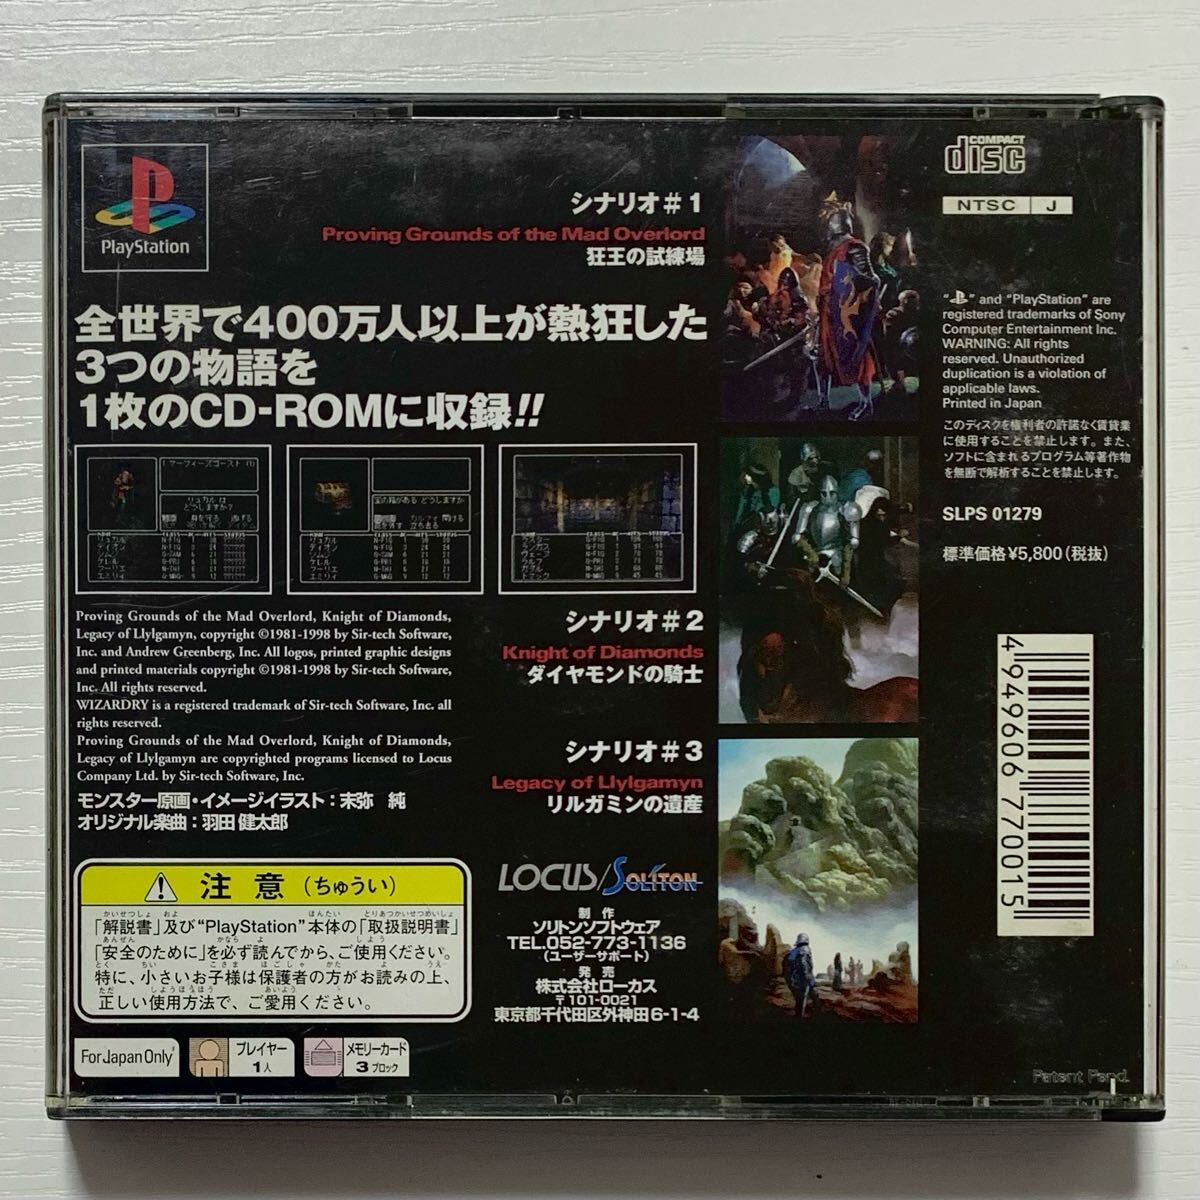 PlayStation
シナリオ#1
Proving Grounds of the Mad Overlord
狂王の試練場
全世界で400万人以上が熱狂した
3つの物語を
1枚のCD-ROMに収録!!
シナリオ#2
Knight of Diamonds
ダイヤモンドの騎士
シナリオ#3
Legacy of Llylgamyn
リルガミンの遺産
Proving Grounds of the Mad Overlord, Knight of Diamonds,
Legacy of Llylgamyn, copyright ©1981-1998 by Sir-tech Software,
Inc. and Andrew Greenberg, Inc. All logos, printed graphic designs
and printed materials copyright ©1981-1998 by Sir-tech Software,
Inc. All rights reserved.
WIZARDRY is a registered trademark of Sir-tech Software, Inc. all
rights reserved.
Proving Grounds of the Mad Overlord, Knight of Diamonds,
Legacy of Llylgamyn are copyrighted programs licensed to Locus
Company Ltd. by Sir-tech Software, Inc.
モンスター原画・イメージイラスト：末弥 純
オリジナル楽曲：羽田 健太郎
注意（ちゅうい）
「解説書」及び“PlayStation”本体の「取扱説明書」
「安全のために」を必ず読んでから、ご使用ください。
特に、小さいお子様は保護者の方がお読みの上、
正しい使用方法で、ご愛用ください。
LOCUS/SOLITON
制作
ソリトンソフトウェア
TEL.052-773-1136
（ユーザーサポート）
発売
株式会社ローカス
〒101-0021
東京都千代田区外神田6-1-4
For Japan Only
プレイヤー
1人
メモリーカード
3ブロック
COMPACT
disc
NTSC J
“ ” and “PlayStation” are
registered trademarks of Sony
Computer Entertainment Inc.
WARNING: All rights
reserved. Unauthorized
duplication is a violation of
applicable laws.
Printed in Japan
このディスクを権利者の許諾なく賃貸業
に使用することを禁止します。また、
ソフトに含まれるプログラム等著作物
を無断で解析することを禁止します。
SLPS 01279
標準価格¥5,800（税抜）
4 949606 770015
Patent Pend.